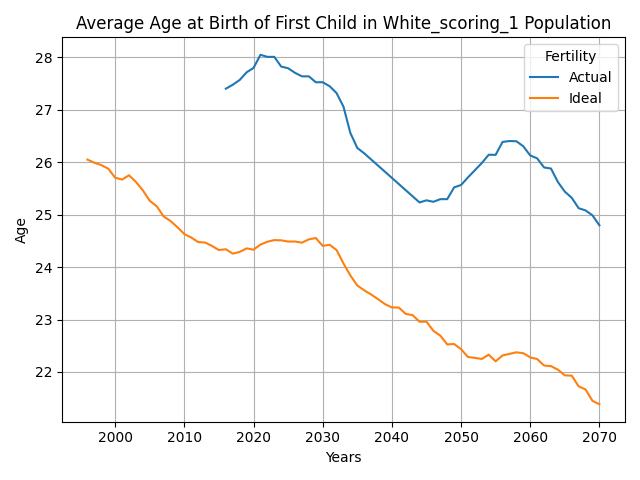 Average Age at Birth of First Child in White_scoring_1 Population
Fertility
Actual
Ideal
Age
28
27
26
25
24
23
22
2000 2010 2020 2030 2040 2050 2060 2070
Years